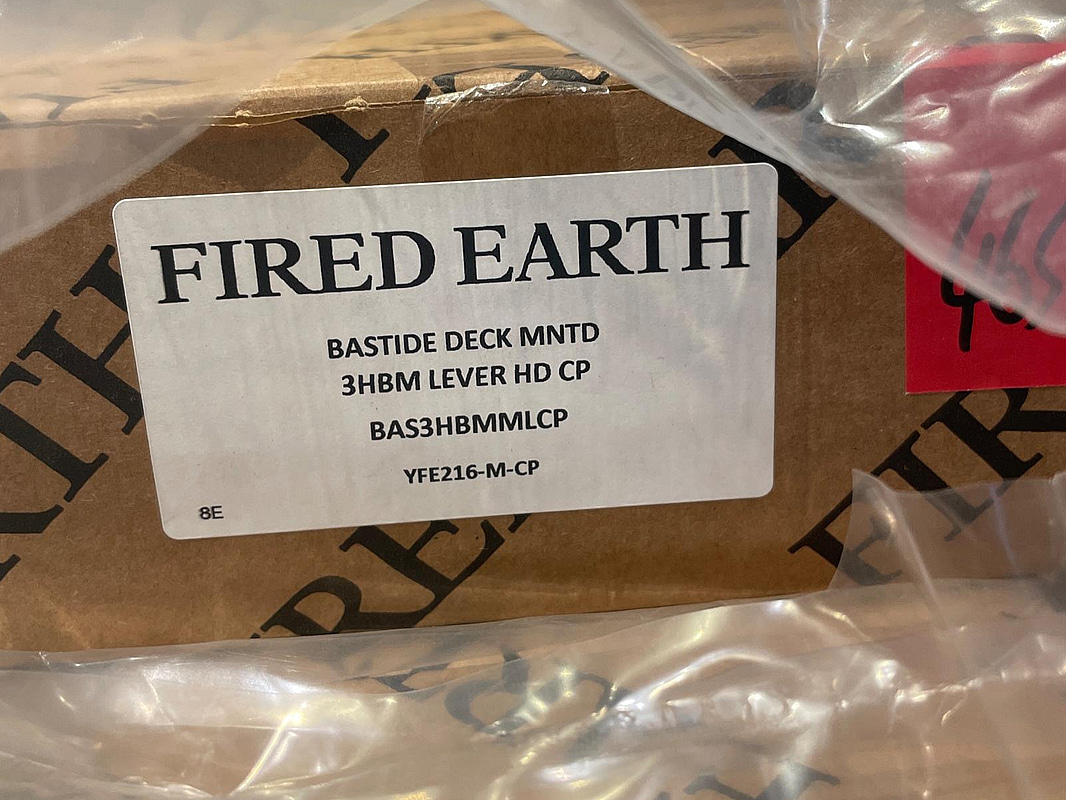 FIRED EARTH
BASTIDE DECK MNTD
3HBM LEVER HD CP
BAS3HBMMLCP
YFE216-M-CP
8E